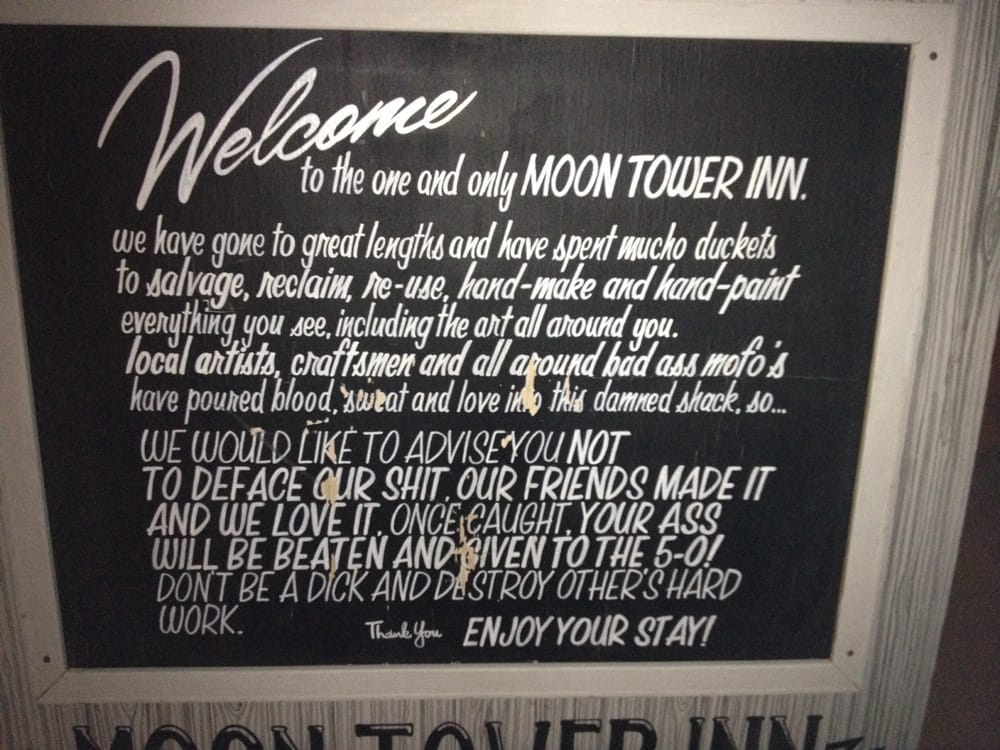 Welcome
to the one and only MOON TOWER INN.
we have gone to great lengths and have spent mucho duckets
to salvage, reclaim, re-use, hand-make and hand-paint
everything you see, including the art all around you.
local artists, craftsmen and all around bad ass mofo's
have poured blood, sweat and love into this damned shack, so...
WE WOULD LIKE TO ADVISE YOU NOT
TO DEFACE OUR SHIT. OUR FRIENDS MADE IT
AND WE LOVE IT. ONCE CAUGHT, YOUR ASS
WILL BE BEATEN AND GIVEN TO THE 5-0!
DON'T BE A DICK AND DESTROY OTHER'S HARD
WORK.
Thank You ENJOY YOUR STAY!
MOON TOWER INN